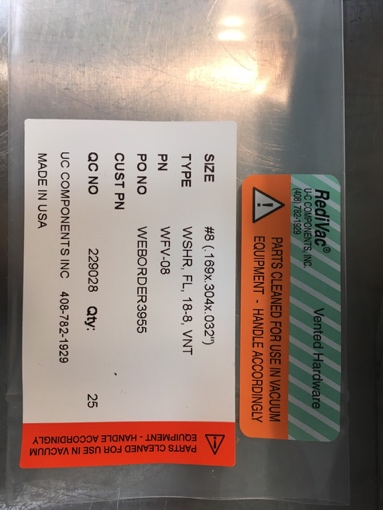 RediVac®
U-C COMPONENTS, INC.
(408) 782-1929
Vented Hardware
PARTS CLEANED FOR USE IN VACUUM
EQUIPMENT - HANDLE ACCORDINGLY
SIZE #8 (.189x.304x.032")
TYPE WSHR, FL, 18-8, VNT
PN WFV-08
PO NO WEBORDER3955
CUST PN
QC NO 229028 Qty: 25
UC COMPONENTS INC 408-782-1929
MADE IN USA
PARTS CLEANED FOR USE IN VACUUM
EQUIPMENT - HANDLE ACCORDINGLY